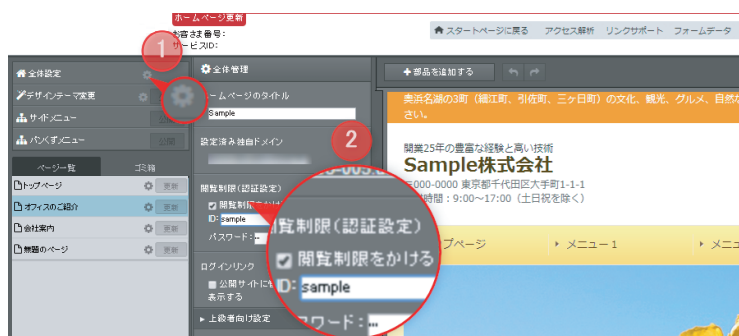 ホームページ更新
お客さま番号:
サービスID:
スタートページに戻る
アクセス解析
リンクサポート
フォームデータ
1
全体設定
デザインテーマ変更
サイドメニュー
パンくずメニュー
公開
ページ一覧
ゴミ箱
トップページ
更新
オフィスのご紹介
更新
会社案内
更新
無題のページ
更新
全体管理
ームページのタイトル
Sample
設定済み独自ドメイン
閲覧制限(認証設定)
閲覧制限をかけ
ID: sample
パスワード:
ログインリンク
公開サイトに
表示する
上級者向け設定
2
閲覧制限(認証設定)
閲覧制限をかける
ID: sample
パスワード:
+部品を追加する
奥浜名湖の3町(細江町、引佐町、三ヶ日町)の文化、観光、グルメ、自然な
さい。
開業25年の豊富な経験と高い技術
Sample株式会社
〒000-0000 東京都千代田区大手町1-1-1
時間:9:00~17:00(土日祝を除く)
プページ
メニュー1
メニュ